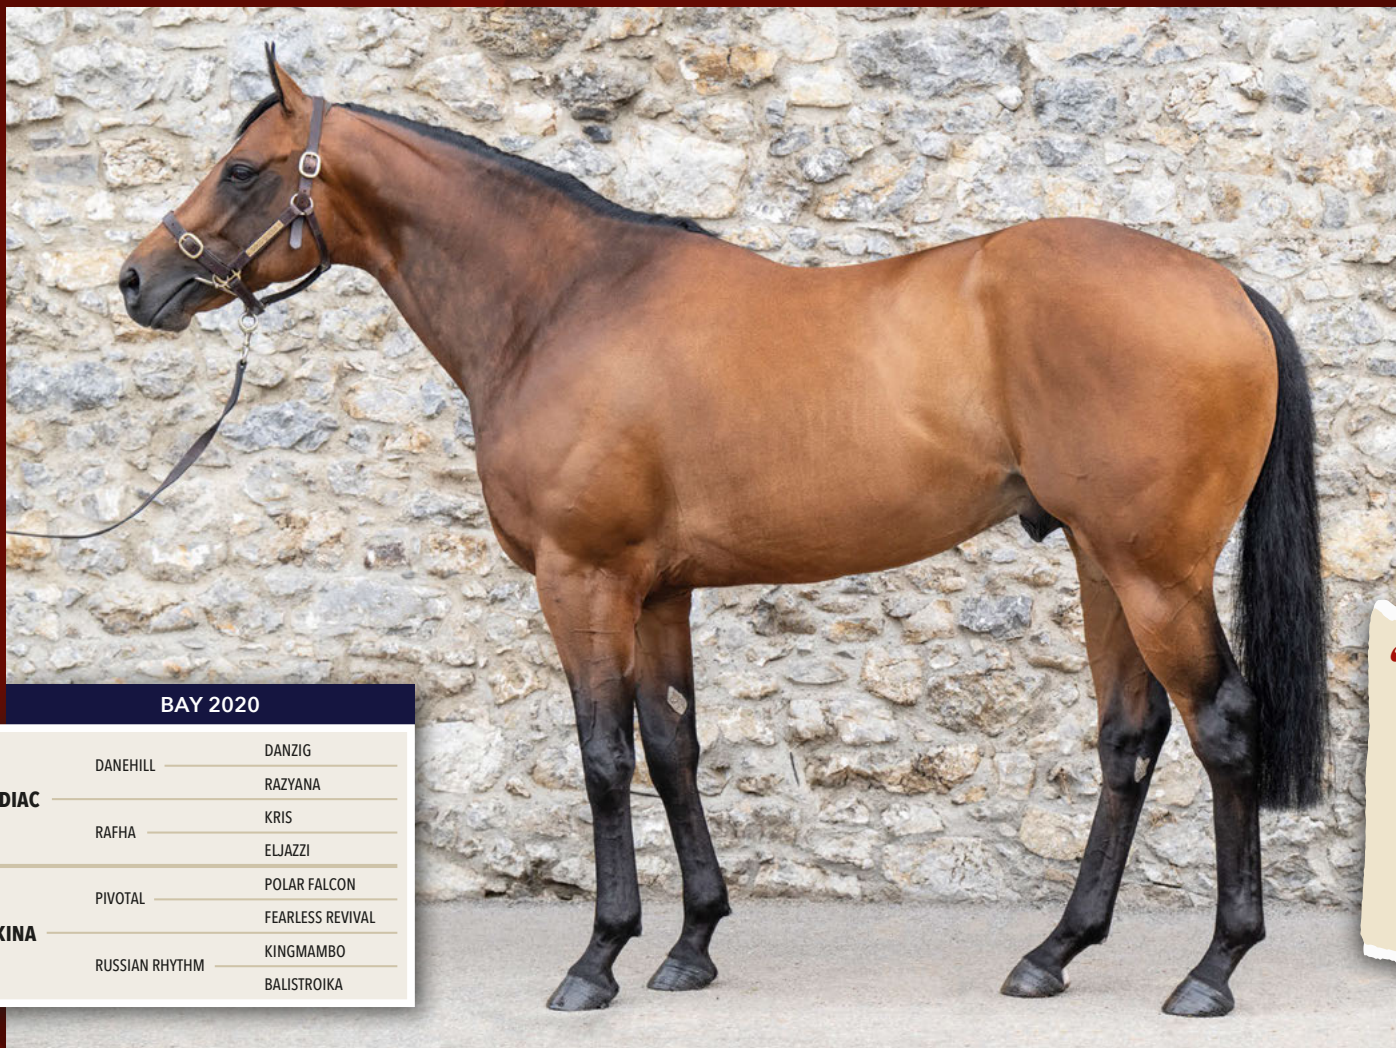 BAY 2020
DANZIG
DANEHILL
RAZYANA
DIAC
KRIS
RAFHA
ELJAZZI
POLAR FALCON
PIVOTAL
FEARLESS REVIVAL
KINA
KINGMAMBO
RUSSIAN RHYTHM
BALISTROIKA